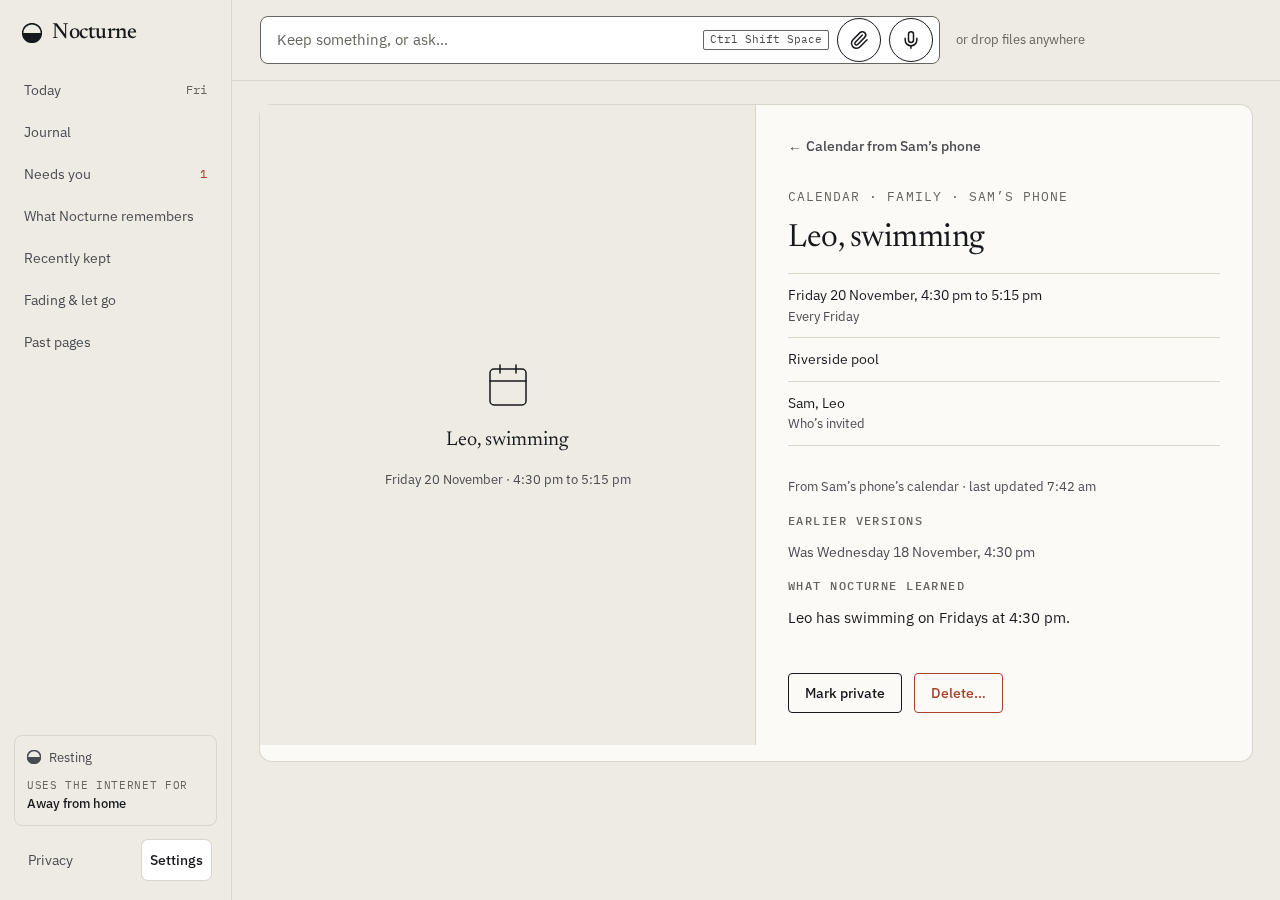 Nocturne
Keep something, or ask...
Ctrl Shift Space
or drop files anywhere
Today
Fri
Journal
Needs you
1
What Nocturne remembers
Recently kept
Fading & let go
Past pages
Resting
USES THE INTERNET FOR
Away from home
Privacy
Settings
Leo, swimming
Friday 20 November · 4:30 pm to 5:15 pm
← Calendar from Sam’s phone
CALENDAR · FAMILY · SAM’S PHONE
Leo, swimming
Friday 20 November, 4:30 pm to 5:15 pm
Every Friday
Riverside pool
Sam, Leo
Who’s invited
From Sam’s phone’s calendar · last updated 7:42 am
EARLIER VERSIONS
Was Wednesday 18 November, 4:30 pm
WHAT NOCTURNE LEARNED
Leo has swimming on Fridays at 4:30 pm.
Mark private
Delete...